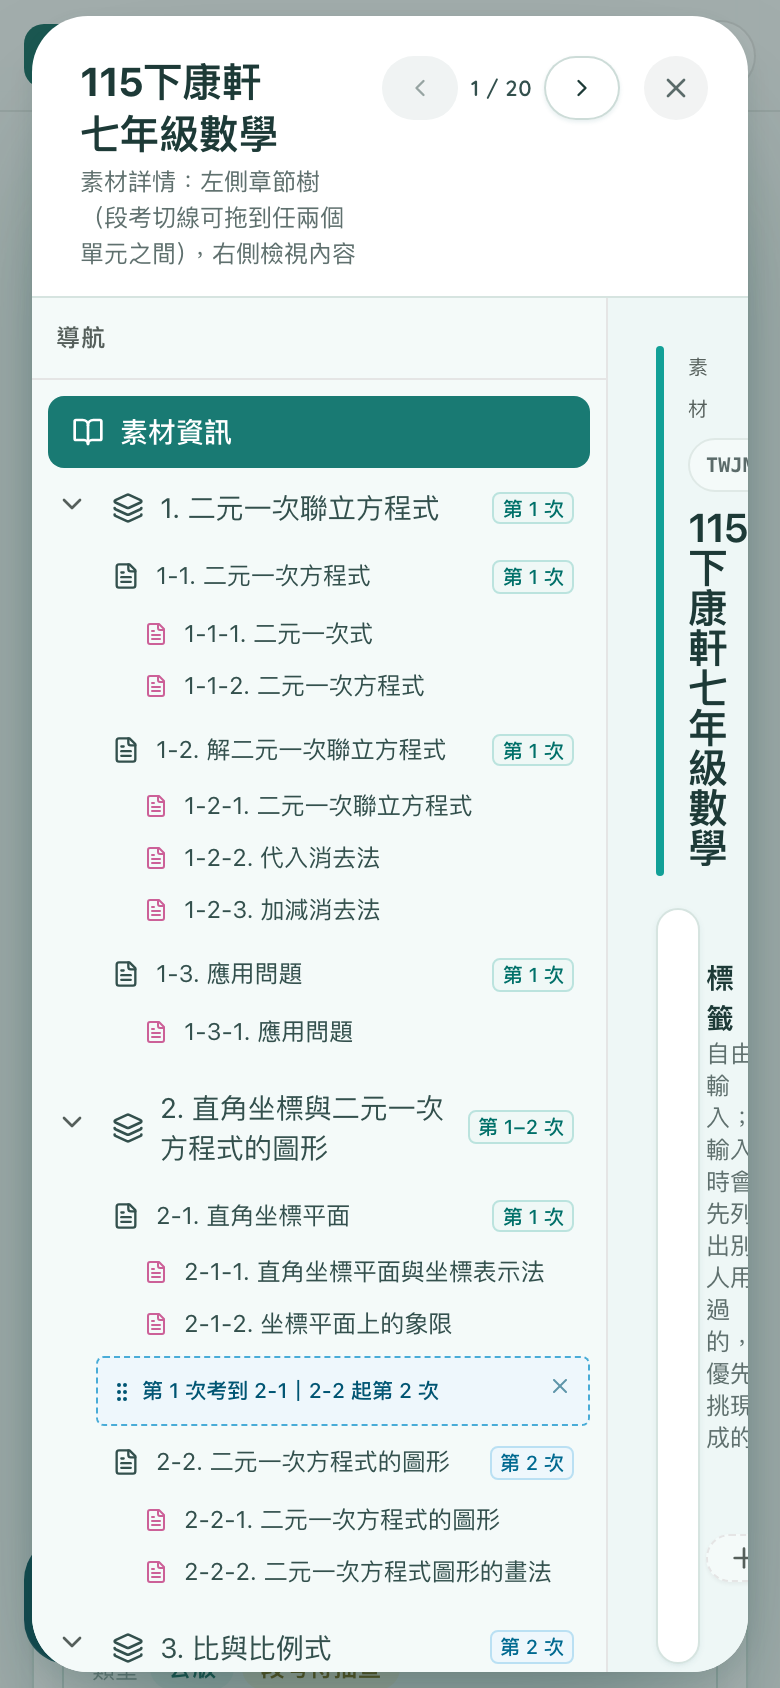 115下康軒
七年級數學
1 / 20
素材詳情：左側章節樹
（段考切線可拖到任兩個
單元之間），右側檢視內容
導航
素材資訊
1. 二元一次聯立方程式
第 1 次
1-1. 二元一次方程式
第 1 次
1-1-1. 二元一次式
1-1-2. 二元一次方程式
1-2. 解二元一次聯立方程式
第 1 次
1-2-1. 二元一次聯立方程式
1-2-2. 代入消去法
1-2-3. 加減消去法
1-3. 應用問題
第 1 次
1-3-1. 應用問題
2. 直角坐標與二元一次
方程式的圖形
第 1–2 次
2-1. 直角坐標平面
第 1 次
2-1-1. 直角坐標平面與坐標表示法
2-1-2. 坐標平面上的象限
第 1 次考到 2-1 | 2-2 起第 2 次
2-2. 二元一次方程式的圖形
第 2 次
2-2-1. 二元一次方程式的圖形
2-2-2. 二元一次方程式圖形的畫法
3. 比與比例式
第 2 次
素
材
115
下
康
軒
七
年
級
數
學
標
籤
自由
輸
入；
輸入
時會
先列
出別
人用
過
的，
優先
挑現
成的